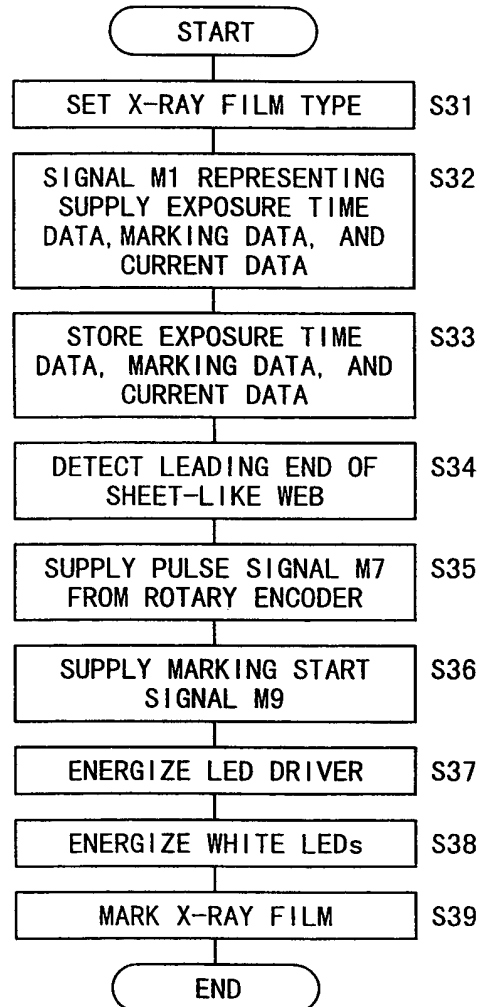 START
SET X-RAY FILM TYPE S31
SIGNAL M1 REPRESENTING S32
SUPPLY EXPOSURE TIME
DATA, MARKING DATA, AND
CURRENT DATA
STORE EXPOSURE TIME S33
DATA, MARKING DATA, AND
CURRENT DATA
DETECT LEADING END OF S34
SHEET-LIKE WEB
SUPPLY PULSE SIGNAL M7 S35
FROM ROTARY ENCODER
SUPPLY MARKING START S36
SIGNAL M9
ENERGIZE LED DRIVER S37
ENERGIZE WHITE LEDs S38
MARK X-RAY FILM S39
END